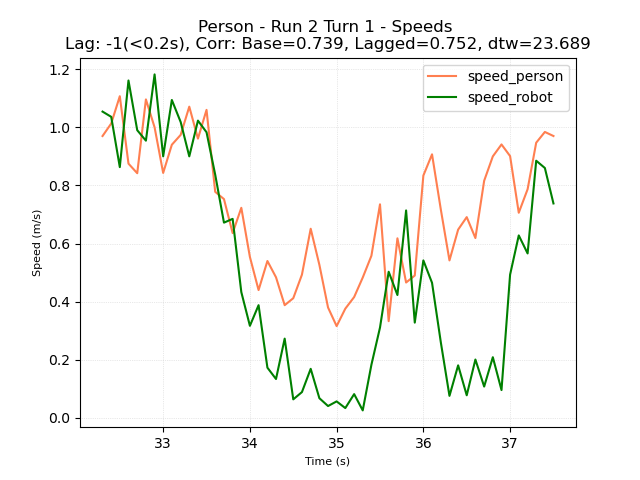 Person - Run 2 Turn 1 - Speeds
Lag: -1(<0.2s), Corr: Base=0.739, Lagged=0.752, dtw=23.689
speed_person
speed_robot
1.2
1.0
0.8
0.6
0.4
0.2
0.0
Speed (m/s)
33 34 35 36 37
Time (s)